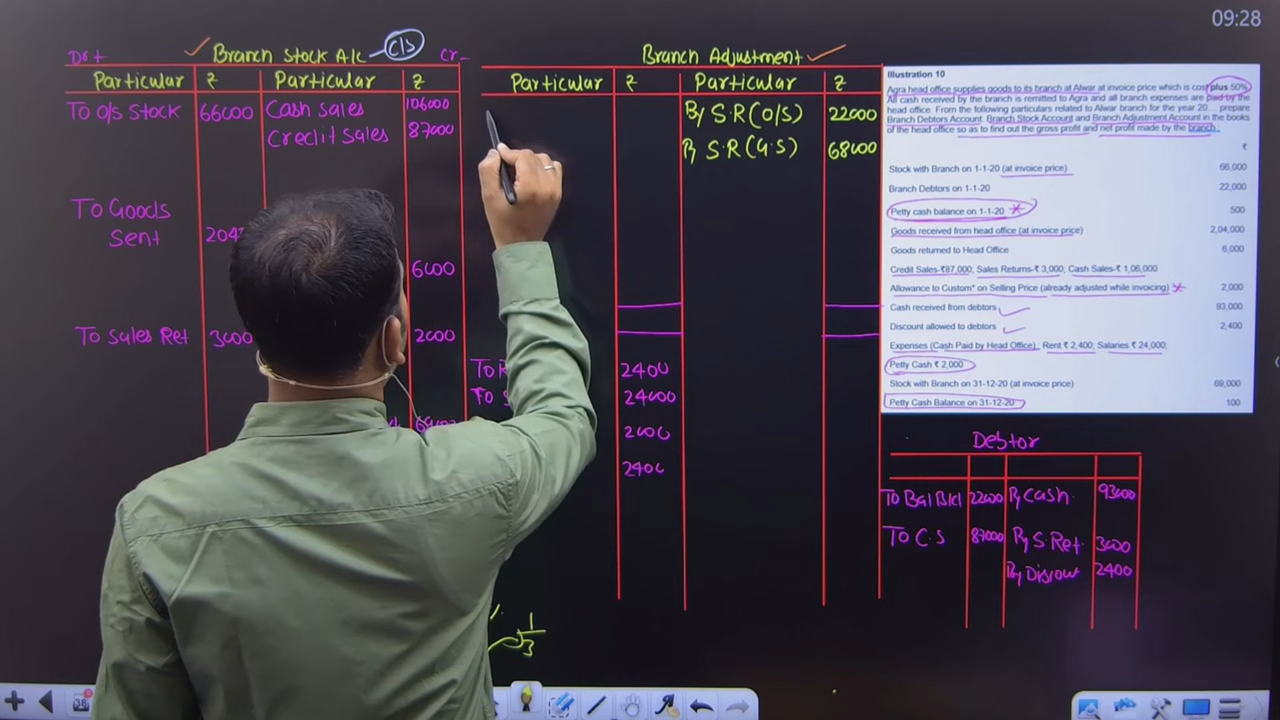 09:28
Dr+ Branch Stock A/c C/S Cr-
Particular ₹ Particular ₹
To O/s Stock 66000 Cash Sales 106000
Credit Sales 87000
To Goods
Sent
6000
To Sales Ret 3000 2000
Branch Adjustment
Particular ₹ Particular ₹
By S.R(O/S) 22000
By S.R(G.S) 68000
2400
24000
2000
2400
1/3
Illustration 10
Agra head office supplies goods to its branch at Alwar at invoice price which is cost plus 50%.
All cash received by the branch is remitted to Agra and all branch expenses are paid by the
head office. From the following particulars related to Alwar branch for the year 20... prepare
Branch Debtors Account, Branch Stock Account and Branch Adjustment Account in the books
of the head office so as to find out the gross profit and net profit made by the branch.
₹
Stock with Branch on 1-1-20 (at invoice price) 66,000
Branch Debtors on 1-1-20 22,000
Petty cash balance on 1-1-20 500
Goods received from head office (at invoice price) 2,04,000
Goods returned to Head Office 6,000
Credit Sales-₹87,000; Sales Returns-₹ 3,000; Cash Sales-₹ 1,06,000
Allowance to Custom* on Selling Price (already adjusted while invoicing) 2,000
Cash received from debtors 93,000
Discount allowed to debtors 2,400
Expenses (Cash Paid by Head Office): Rent ₹ 2,400; Salaries ₹ 24,000;
Petty Cash ₹ 2,000
Stock with Branch on 31-12-20 (at invoice price) 69,000
Petty Cash Balance on 31-12-20 100
Debtor
To Bal B/d 22000 By Cash 93000
To C.S 87000 By S.Ret. 3000
By Discout 2400
38